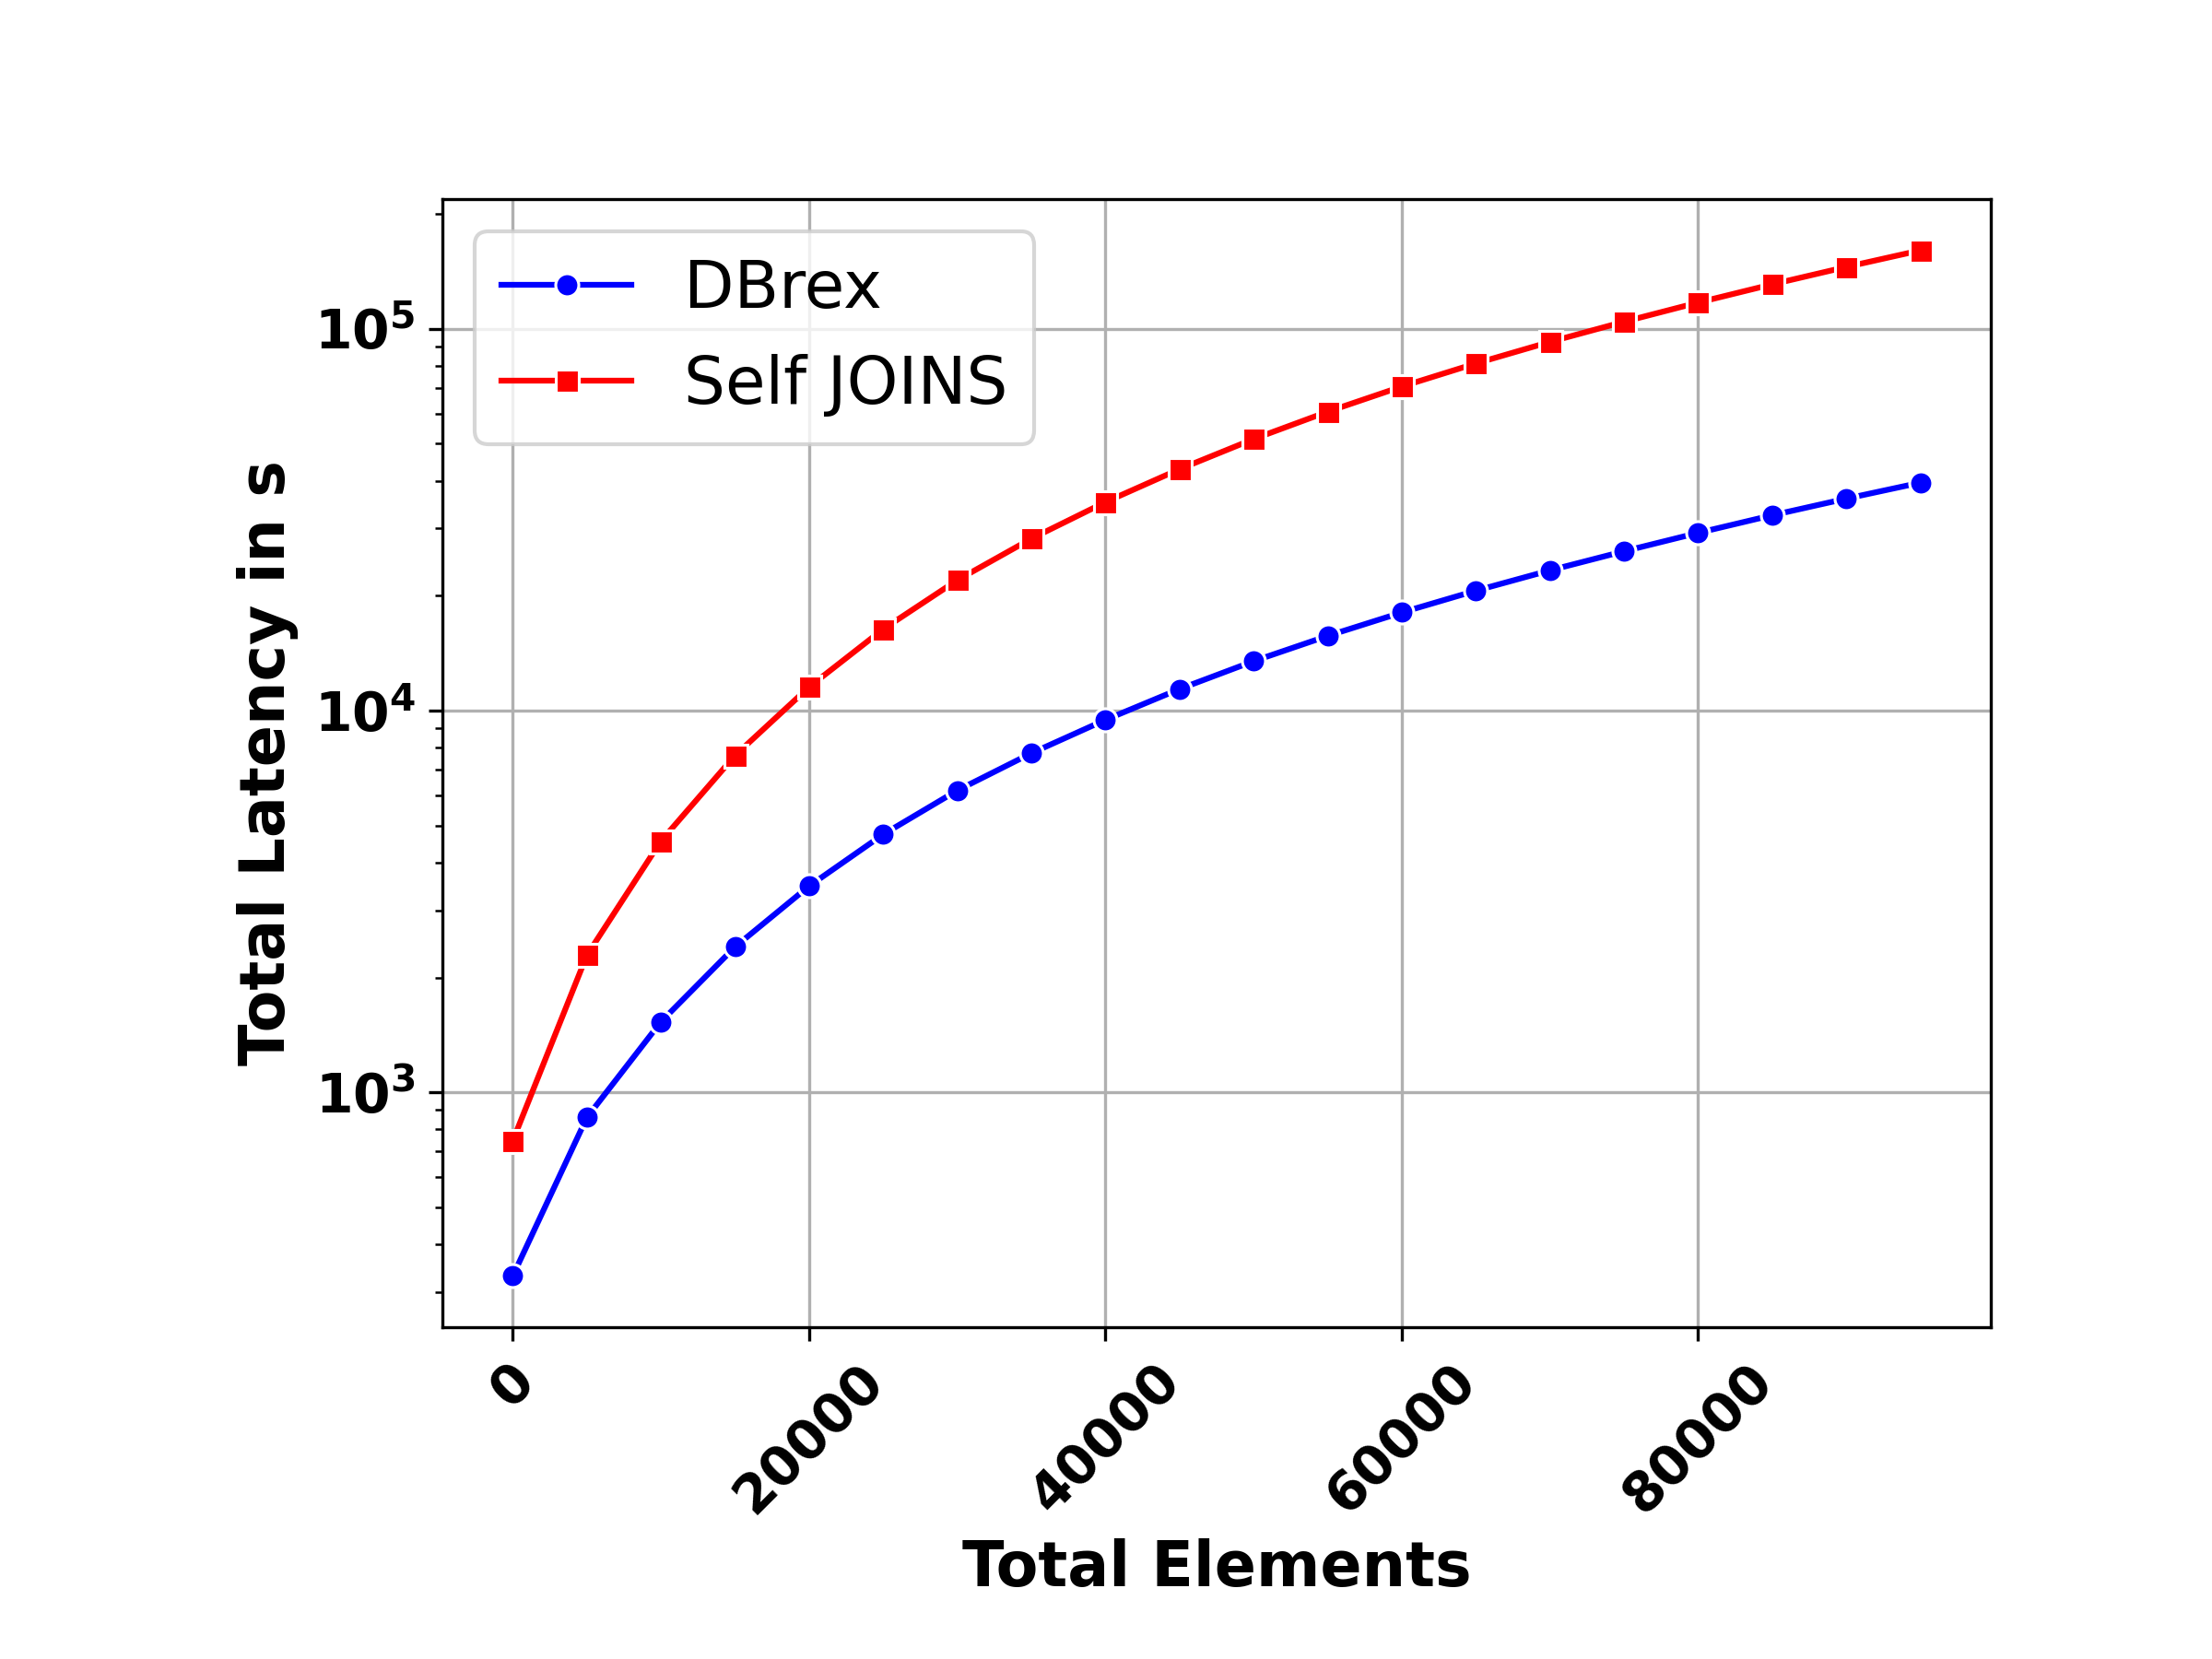 DBrex
Self JOINS
Total Latency in s
10⁵
10⁴
10³
0
20000
40000
60000
80000
Total Elements